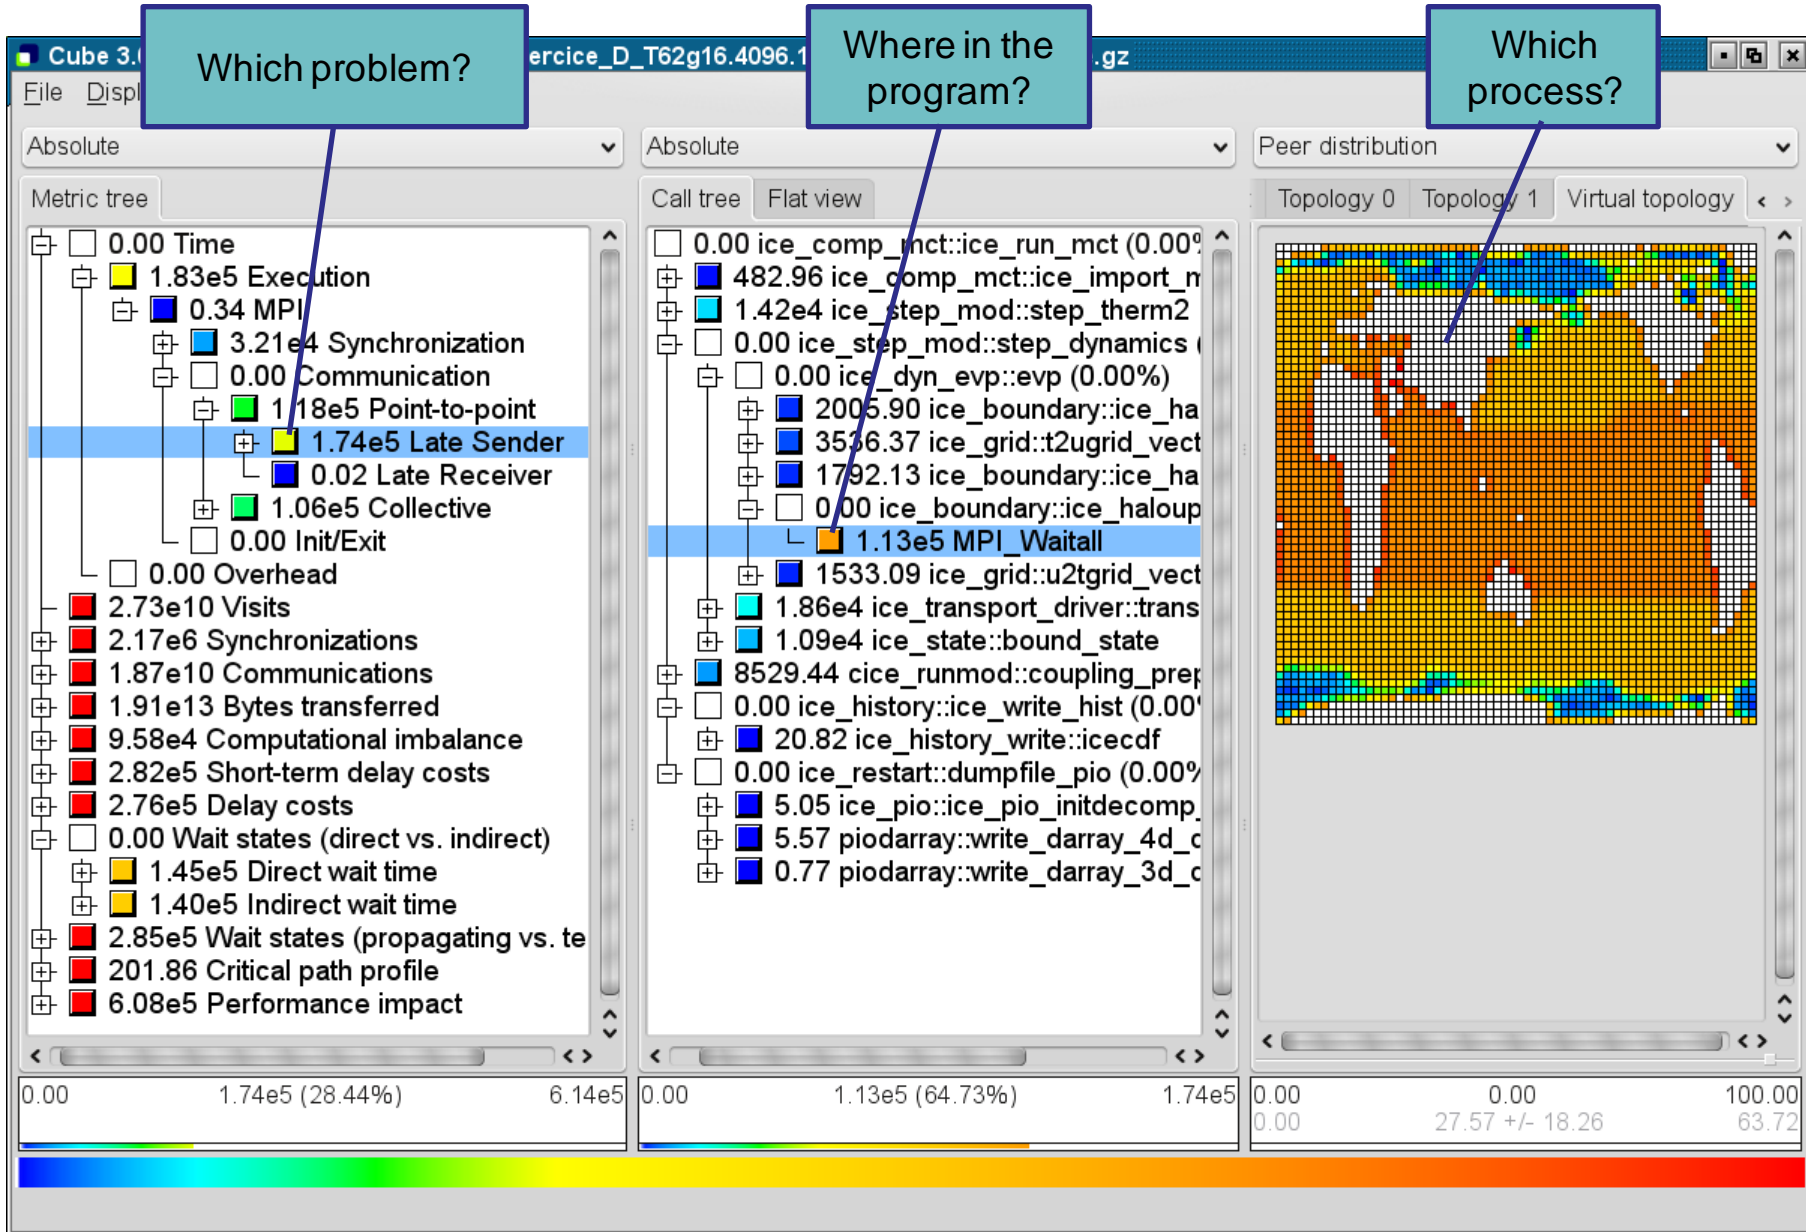 Which problem?
Where in the
program?
Which
process?
Cube 3.
ercice_D_T62g16.4096.1
.gz
File Displ
Absolute
Metric tree
0.00 Time
1.83e5 Execution
0.34 MPI
3.21e4 Synchronization
0.00 Communication
1.18e5 Point-to-point
1.74e5 Late Sender
0.02 Late Receiver
1.06e5 Collective
0.00 Init/Exit
0.00 Overhead
2.73e10 Visits
2.17e6 Synchronizations
1.87e10 Communications
1.91e13 Bytes transferred
9.58e4 Computational imbalance
2.82e5 Short-term delay costs
2.76e5 Delay costs
0.00 Wait states (direct vs. indirect)
1.45e5 Direct wait time
1.40e5 Indirect wait time
2.85e5 Wait states (propagating vs. te
201.86 Critical path profile
6.08e5 Performance impact
0.00 1.74e5 (28.44%) 6.14e5
Absolute
Call tree Flat view
0.00 ice_comp_mct::ice_run_mct (0.00%
482.96 ice_comp_mct::ice_import_m
1.42e4 ice_step_mod::step_therm2
0.00 ice_step_mod::step_dynamics (
0.00 ice_dyn_evp::evp (0.00%)
2005.90 ice_boundary::ice_ha
3536.37 ice_grid::t2ugrid_vect
1792.13 ice_boundary::ice_ha
0.00 ice_boundary::ice_haloup
1.13e5 MPI_Waitall
1533.09 ice_grid::u2tgrid_vect
1.86e4 ice_transport_driver::trans
1.09e4 ice_state::bound_state
8529.44 cice_runmod::coupling_prep
0.00 ice_history::ice_write_hist (0.00%
20.82 ice_history_write::icecdf
0.00 ice_restart::dumpfile_pio (0.00%
5.05 ice_pio::ice_pio_initdecomp_
5.57 piodarray::write_darray_4d_d
0.77 piodarray::write_darray_3d_d
0.00 1.13e5 (64.73%) 1.74e5
Peer distribution
Topology 0 Topology 1 Virtual topology
0.00 0.00 100.00
0.00 27.57 +/- 18.26 63.72